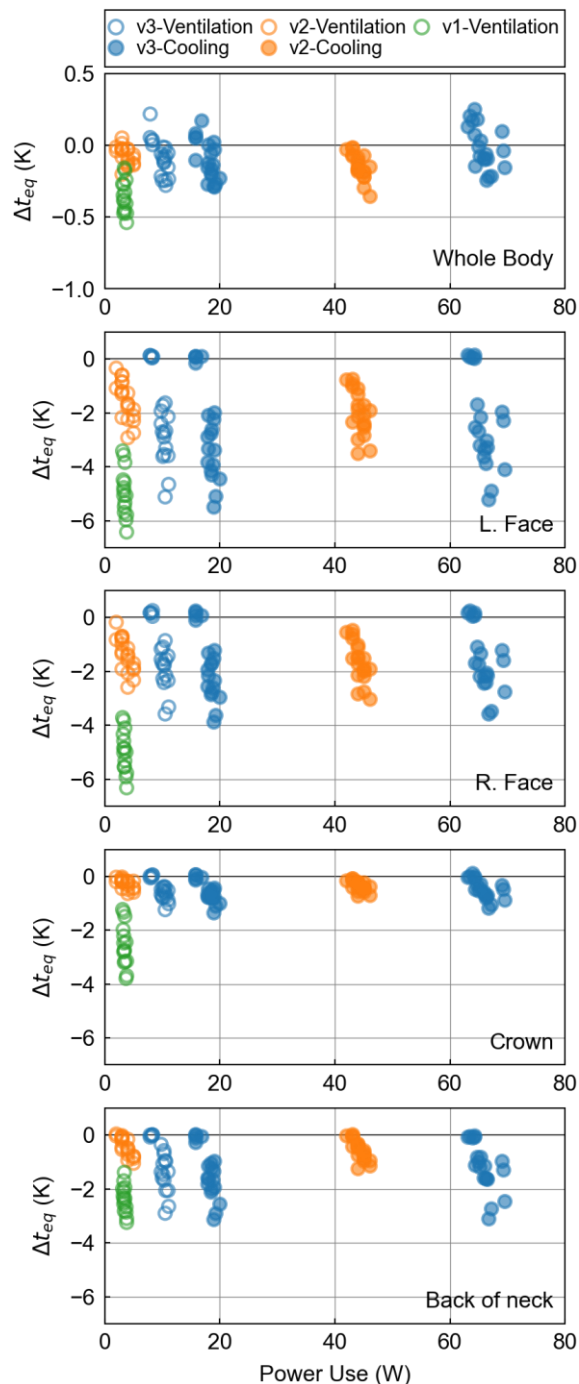 v3-Ventilation v2-Ventilation v1-Ventilation
v3-Cooling v2-Cooling
0.5
0.0
−0.5
−1.0
Δt_eq (K)
Whole Body
0 20 40 60 80
0
−2
−4
−6
Δt_eq (K)
L. Face
0 20 40 60 80
0
−2
−4
−6
Δt_eq (K)
R. Face
0 20 40 60 80
0
−2
−4
−6
Δt_eq (K)
Crown
0 20 40 60 80
0
−2
−4
−6
Δt_eq (K)
Back of neck
0 20 40 60 80
Power Use (W)